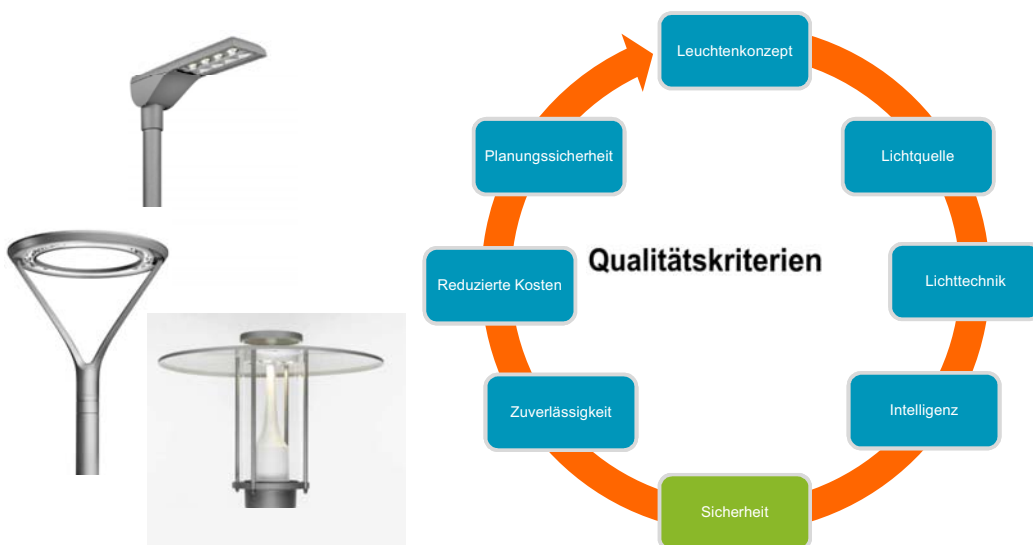 Leuchtenkonzept
Lichtquelle
Lichttechnik
Intelligenz
Sicherheit
Zuverlässigkeit
Reduzierte Kosten
Planungssicherheit
Qualitätskriterien